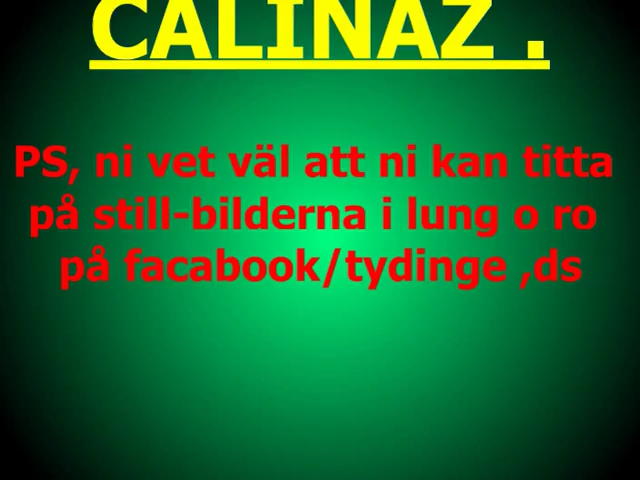 CALINAZ .
PS, ni vet väl att ni kan titta
på still-bilderna i lung o ro
på facabook/tydinge ,ds